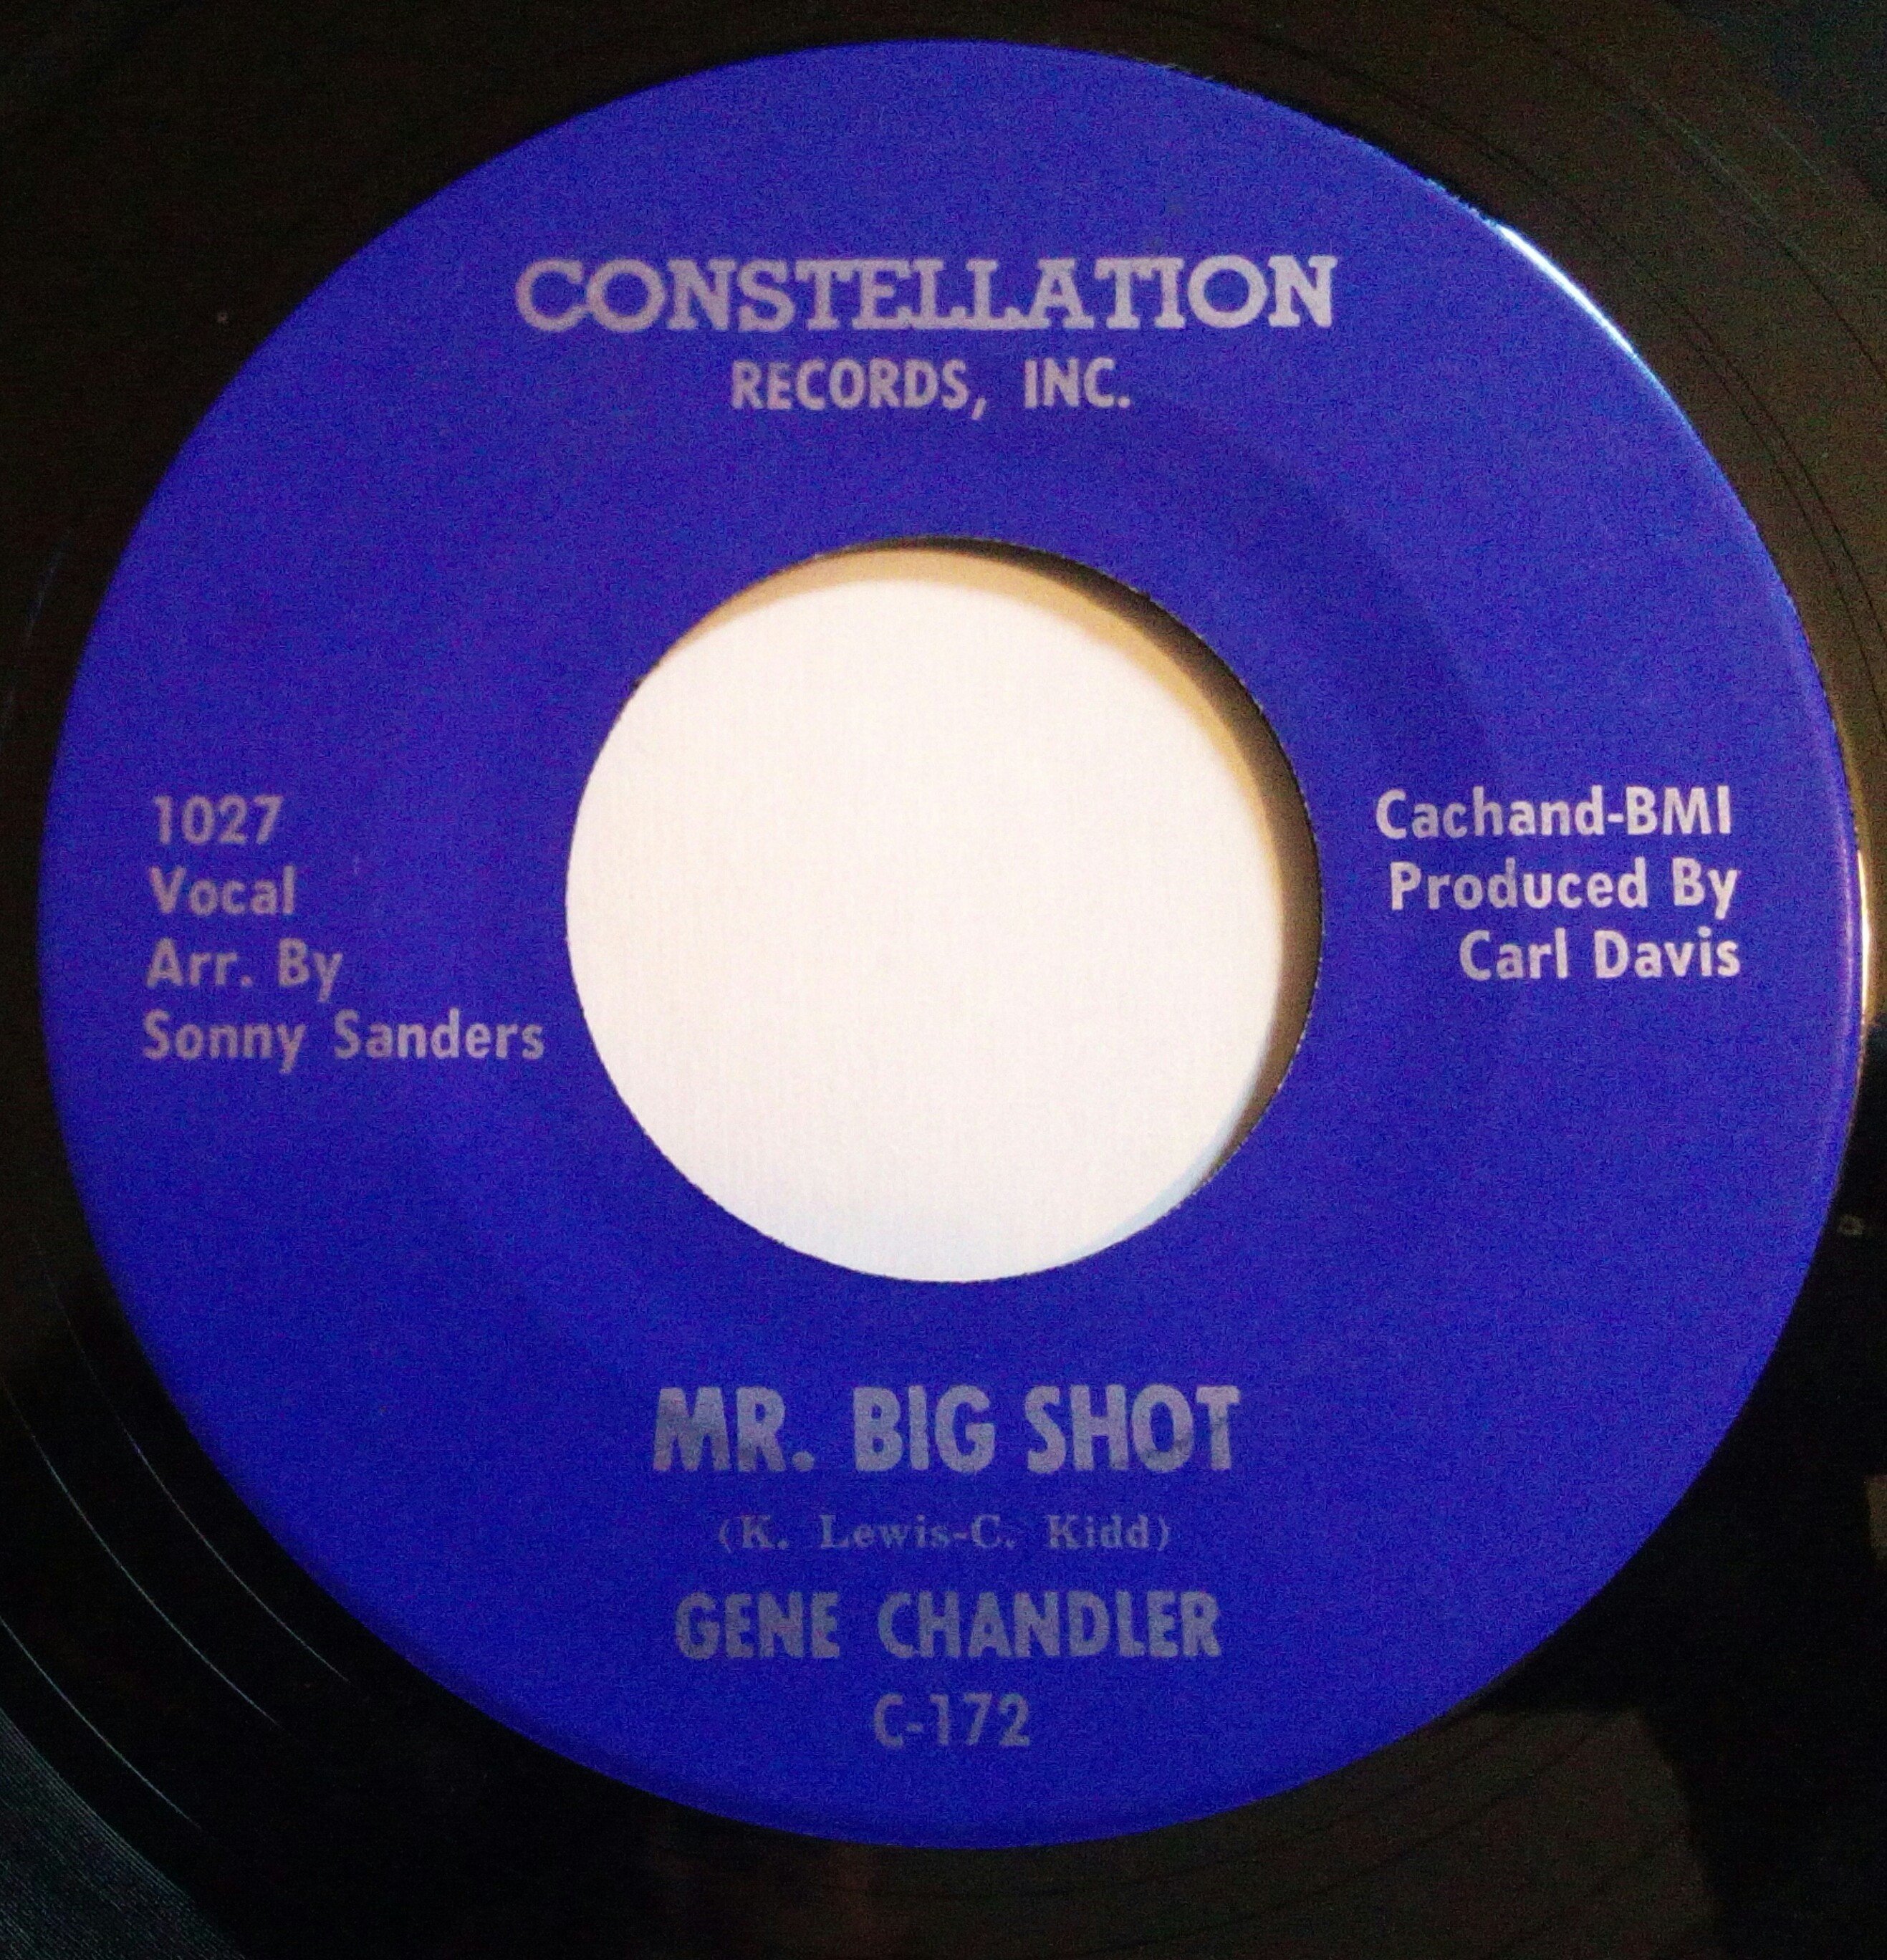 CONSTELLATION
RECORDS, INC.
1027
Vocal
Arr. By
Sonny Sanders
Cachand-BMI
Produced By
Carl Davis
MR. BIG SHOT
(K. Lewis-C. Kidd)
GENE CHANDLER
C-172